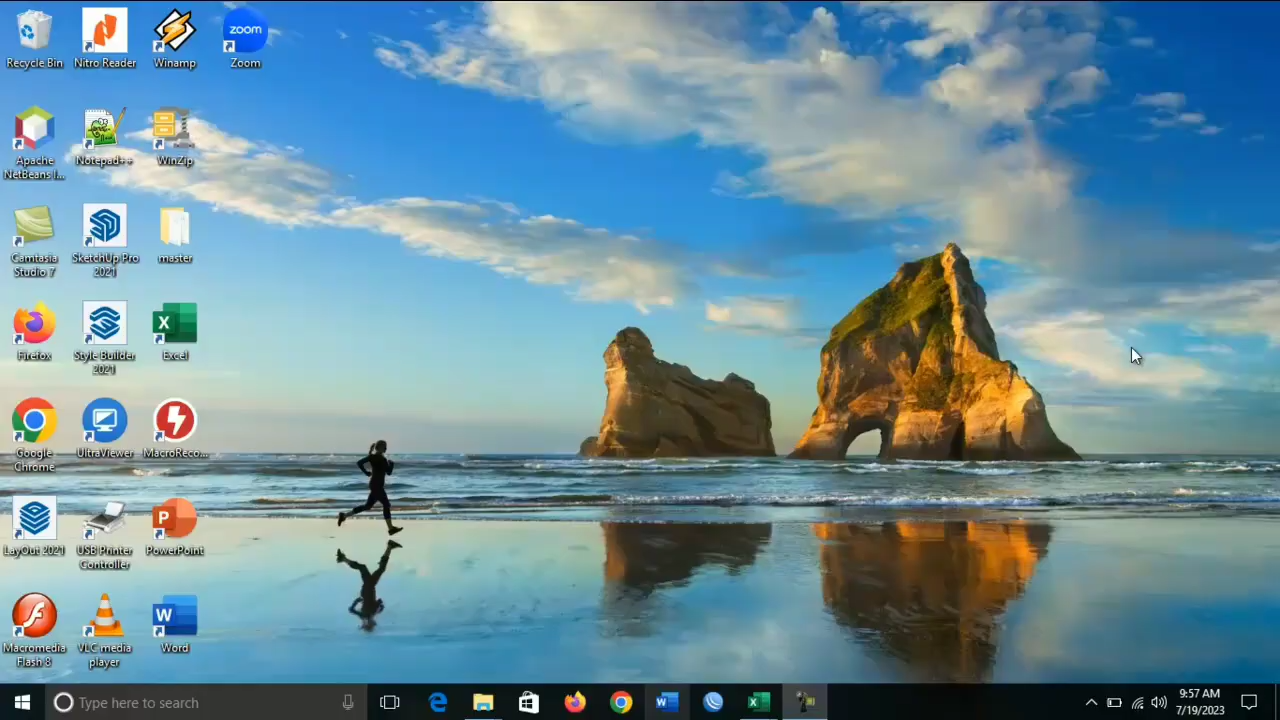 Recycle Bin
Nitro Reader
Winamp
zoom
Zoom
Apache
NetBeans I...
Notepad++
WinZip
Camtasia
Studio 7
SketchUp Pro
2021
master
Firefox
Style Builder
2021
Excel
Google
Chrome
UltraViewer
MacroReco...
LayOut 2021
USB Printer
Controller
PowerPoint
Macromedia
Flash 8
VLC media
player
Word
Type here to search
9:57 AM
7/19/2023